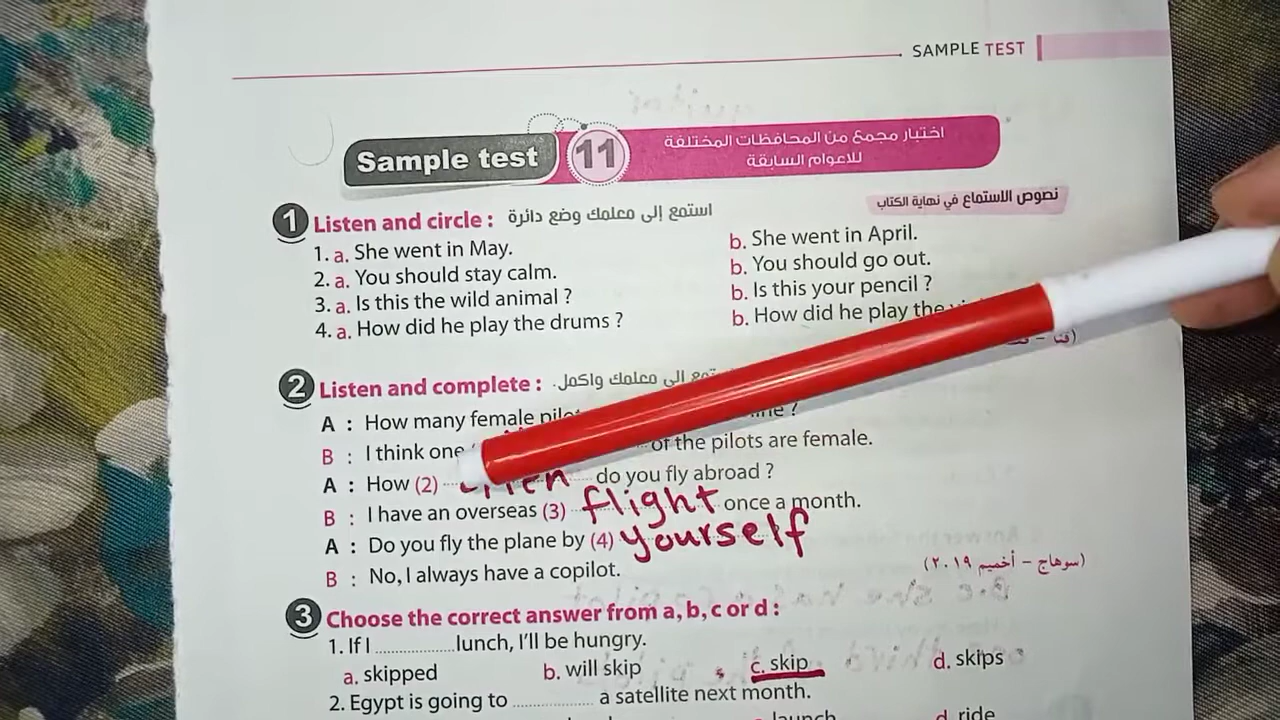 SAMPLE TEST
Sample test 11 اختبار مجمع من المحافظات المختلفة
للاعوام السابقة
نصوص الاستماع في نهاية الكتاب
1 Listen and circle : استمع إلى معلمك وضع دائرة
1. a. She went in May. b. She went in April.
2. a. You should stay calm. b. You should go out.
3. a. Is this the wild animal ? b. Is this your pencil ?
4. a. How did he play the drums ? b. How did he play the
2 Listen and complete : استمع إلى معلمك واكمل.
A : How many female ?
B : I think one of the pilots are female.
A : How (2) often do you fly abroad ?
B : I have an overseas (3) flight once a month.
A : Do you fly the plane by (4) yourself
B : No, I always have a copilot.
(سوهاج - أخميم ٢٠١٩)
3 Choose the correct answer from a, b, c or d :
1. If I ................ lunch, I'll be hungry.
a. skipped b. will skip c. skip d. skips
2. Egypt is going to ................ a satellite next month.
launch d. ride